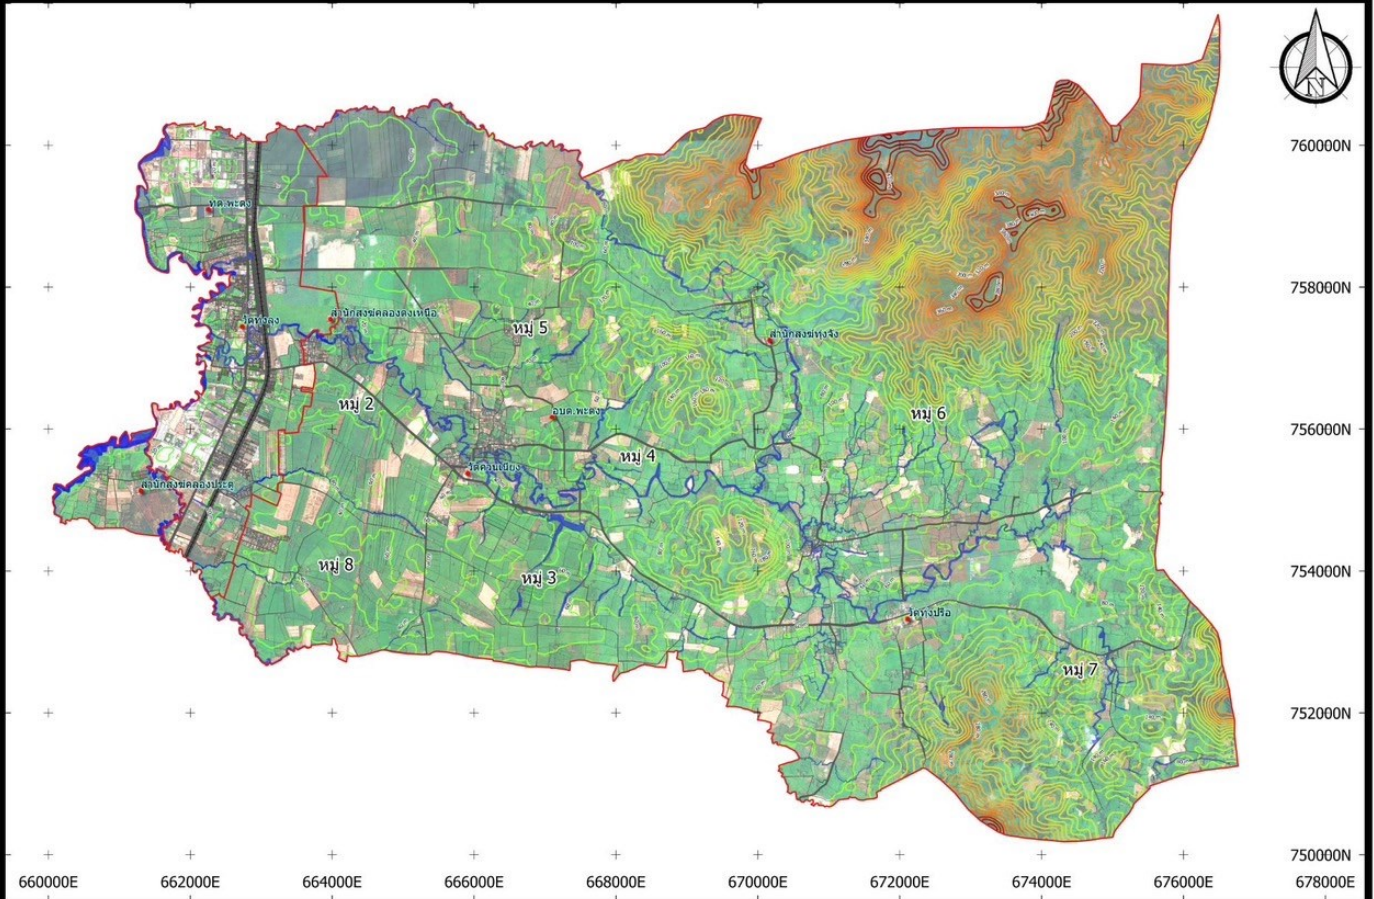 N
760000N
ทต.พะตง
758000N
วัดทุ่งลุง
สำนักสงฆ์คลองตงเหนือ
หมู่ 5
สำนักสงฆ์ทุ่งจัง
หมู่ 2
อบต.พะตง
หมู่ 6
756000N
หมู่ 4
วัดควนเนียง
สำนักสงฆ์คลองประดู่
หมู่ 8
หมู่ 3
754000N
วัดทุ่งปรือ
หมู่ 7
752000N
750000N
660000E 662000E 664000E 666000E 668000E 670000E 672000E 674000E 676000E 678000E